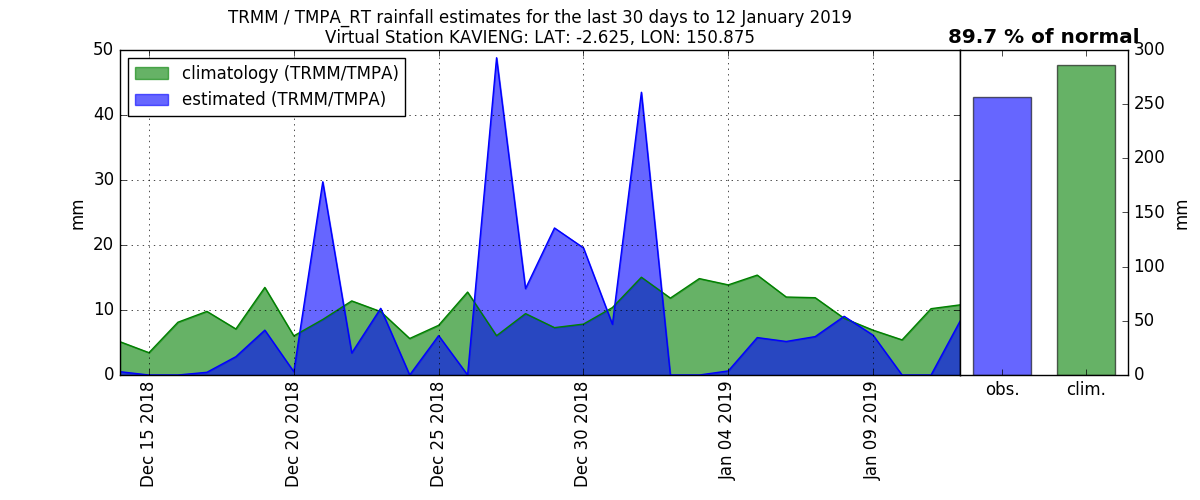 TRMM / TMPA_RT rainfall estimates for the last 30 days to 12 January 2019
Virtual Station KAVIENG: LAT: -2.625, LON: 150.875
89.7 % of normal
climatology (TRMM/TMPA)
estimated (TRMM/TMPA)
50
40
30
20
10
0
mm
Dec 15 2018
Dec 20 2018
Dec 25 2018
Dec 30 2018
Jan 04 2019
Jan 09 2019
300
250
200
150
100
50
0
mm
obs.
clim.